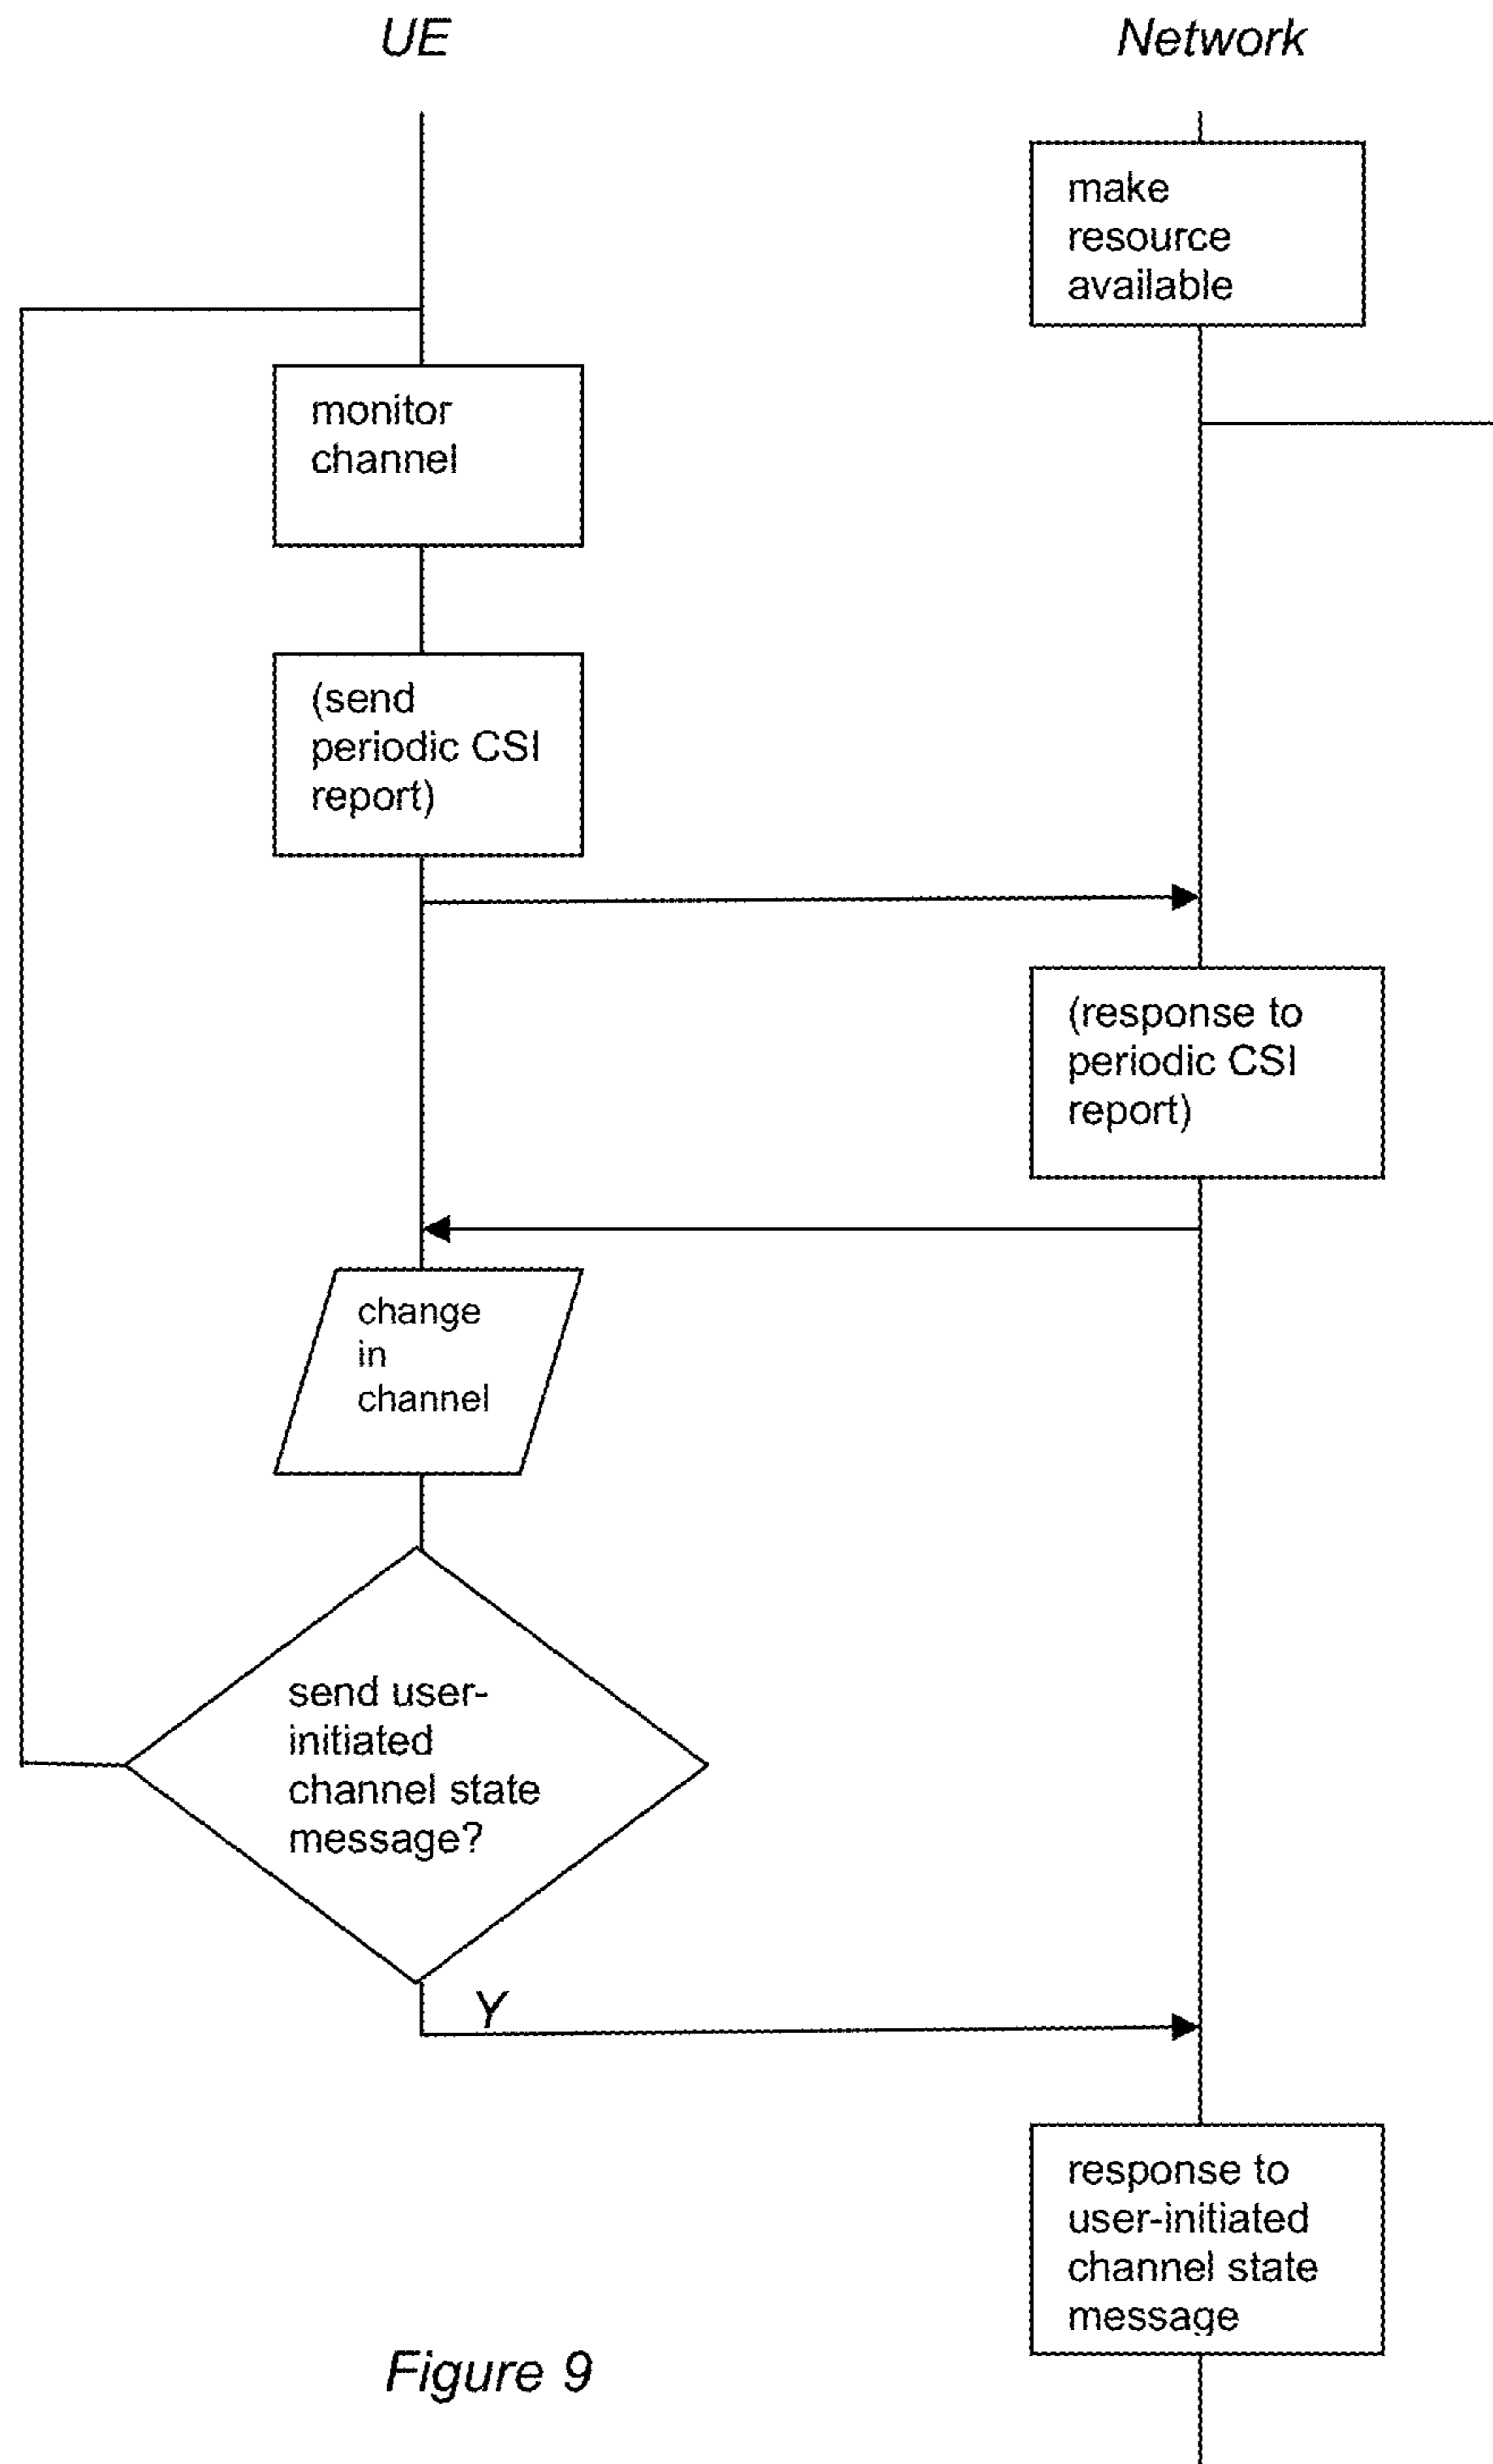 UE
Network
make
resource
available
monitor
channel
(send
periodic CSI
report)
(response to
periodic CSI
report)
change
in
channel
send user-
initiated
channel state
message?
Y
response to
user-initiated
channel state
message
Figure 9